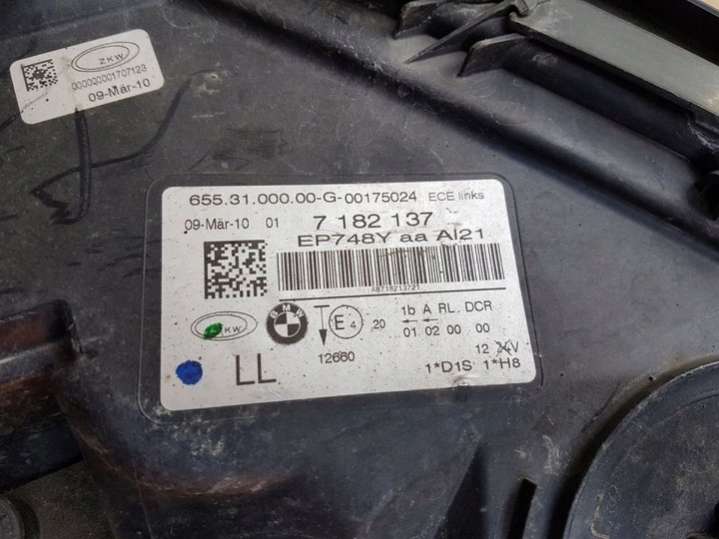 ZKW
000000001707123
09-Mär-10
655.31.000.00-G-00175024 ECE links
09-Mär-10 01 7 182 137
EP748Y aa AI21
ZKW BMW E4 20 1b A RL. DCR
01 02 00 00
12660
LL 12 24V
1*D1S 1*H8